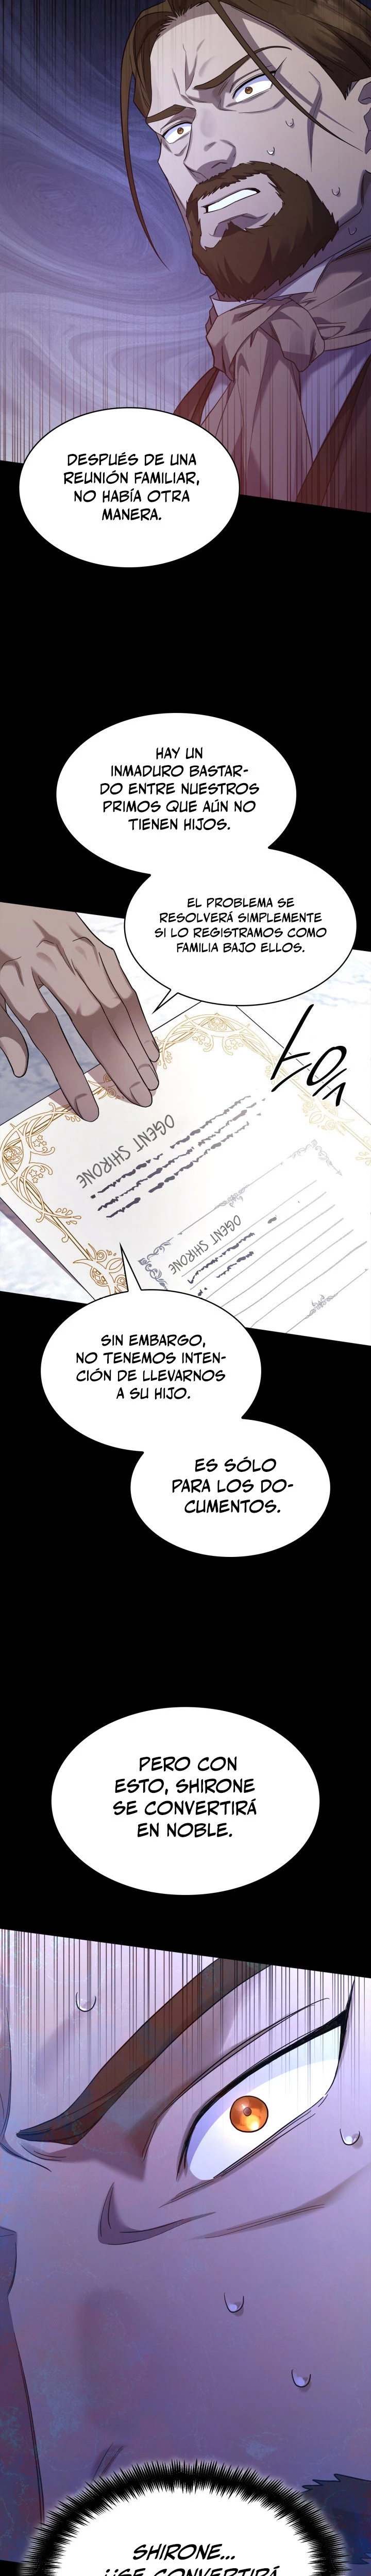 DESPUÉS DE UNA
REUNIÓN FAMILIAR,
NO HABÍA OTRA
MANERA.
HAY UN
INMADURO BASTAR-
DO ENTRE NUESTROS
PRIMOS QUE AÚN NO
TIENEN HIJOS.
EL PROBLEMA SE
RESOLVERÁ SIMPLEMENTE
SI LO REGISTRAMOS COMO
FAMILIA BAJO ELLOS.
OGENT SHIRONE
OGENT SHIRONE
SIN EMBARGO,
NO TENEMOS INTEN-
CIÓN DE LLEVARNOS
A SU HIJO.
ES SÓLO
PARA LOS DO-
CUMENTOS.
PERO CON
ESTO, SHIRONE
SE CONVERTIRÁ
EN NOBLE.
SHIRONE...
¿¡SE CONVERTIRÁ